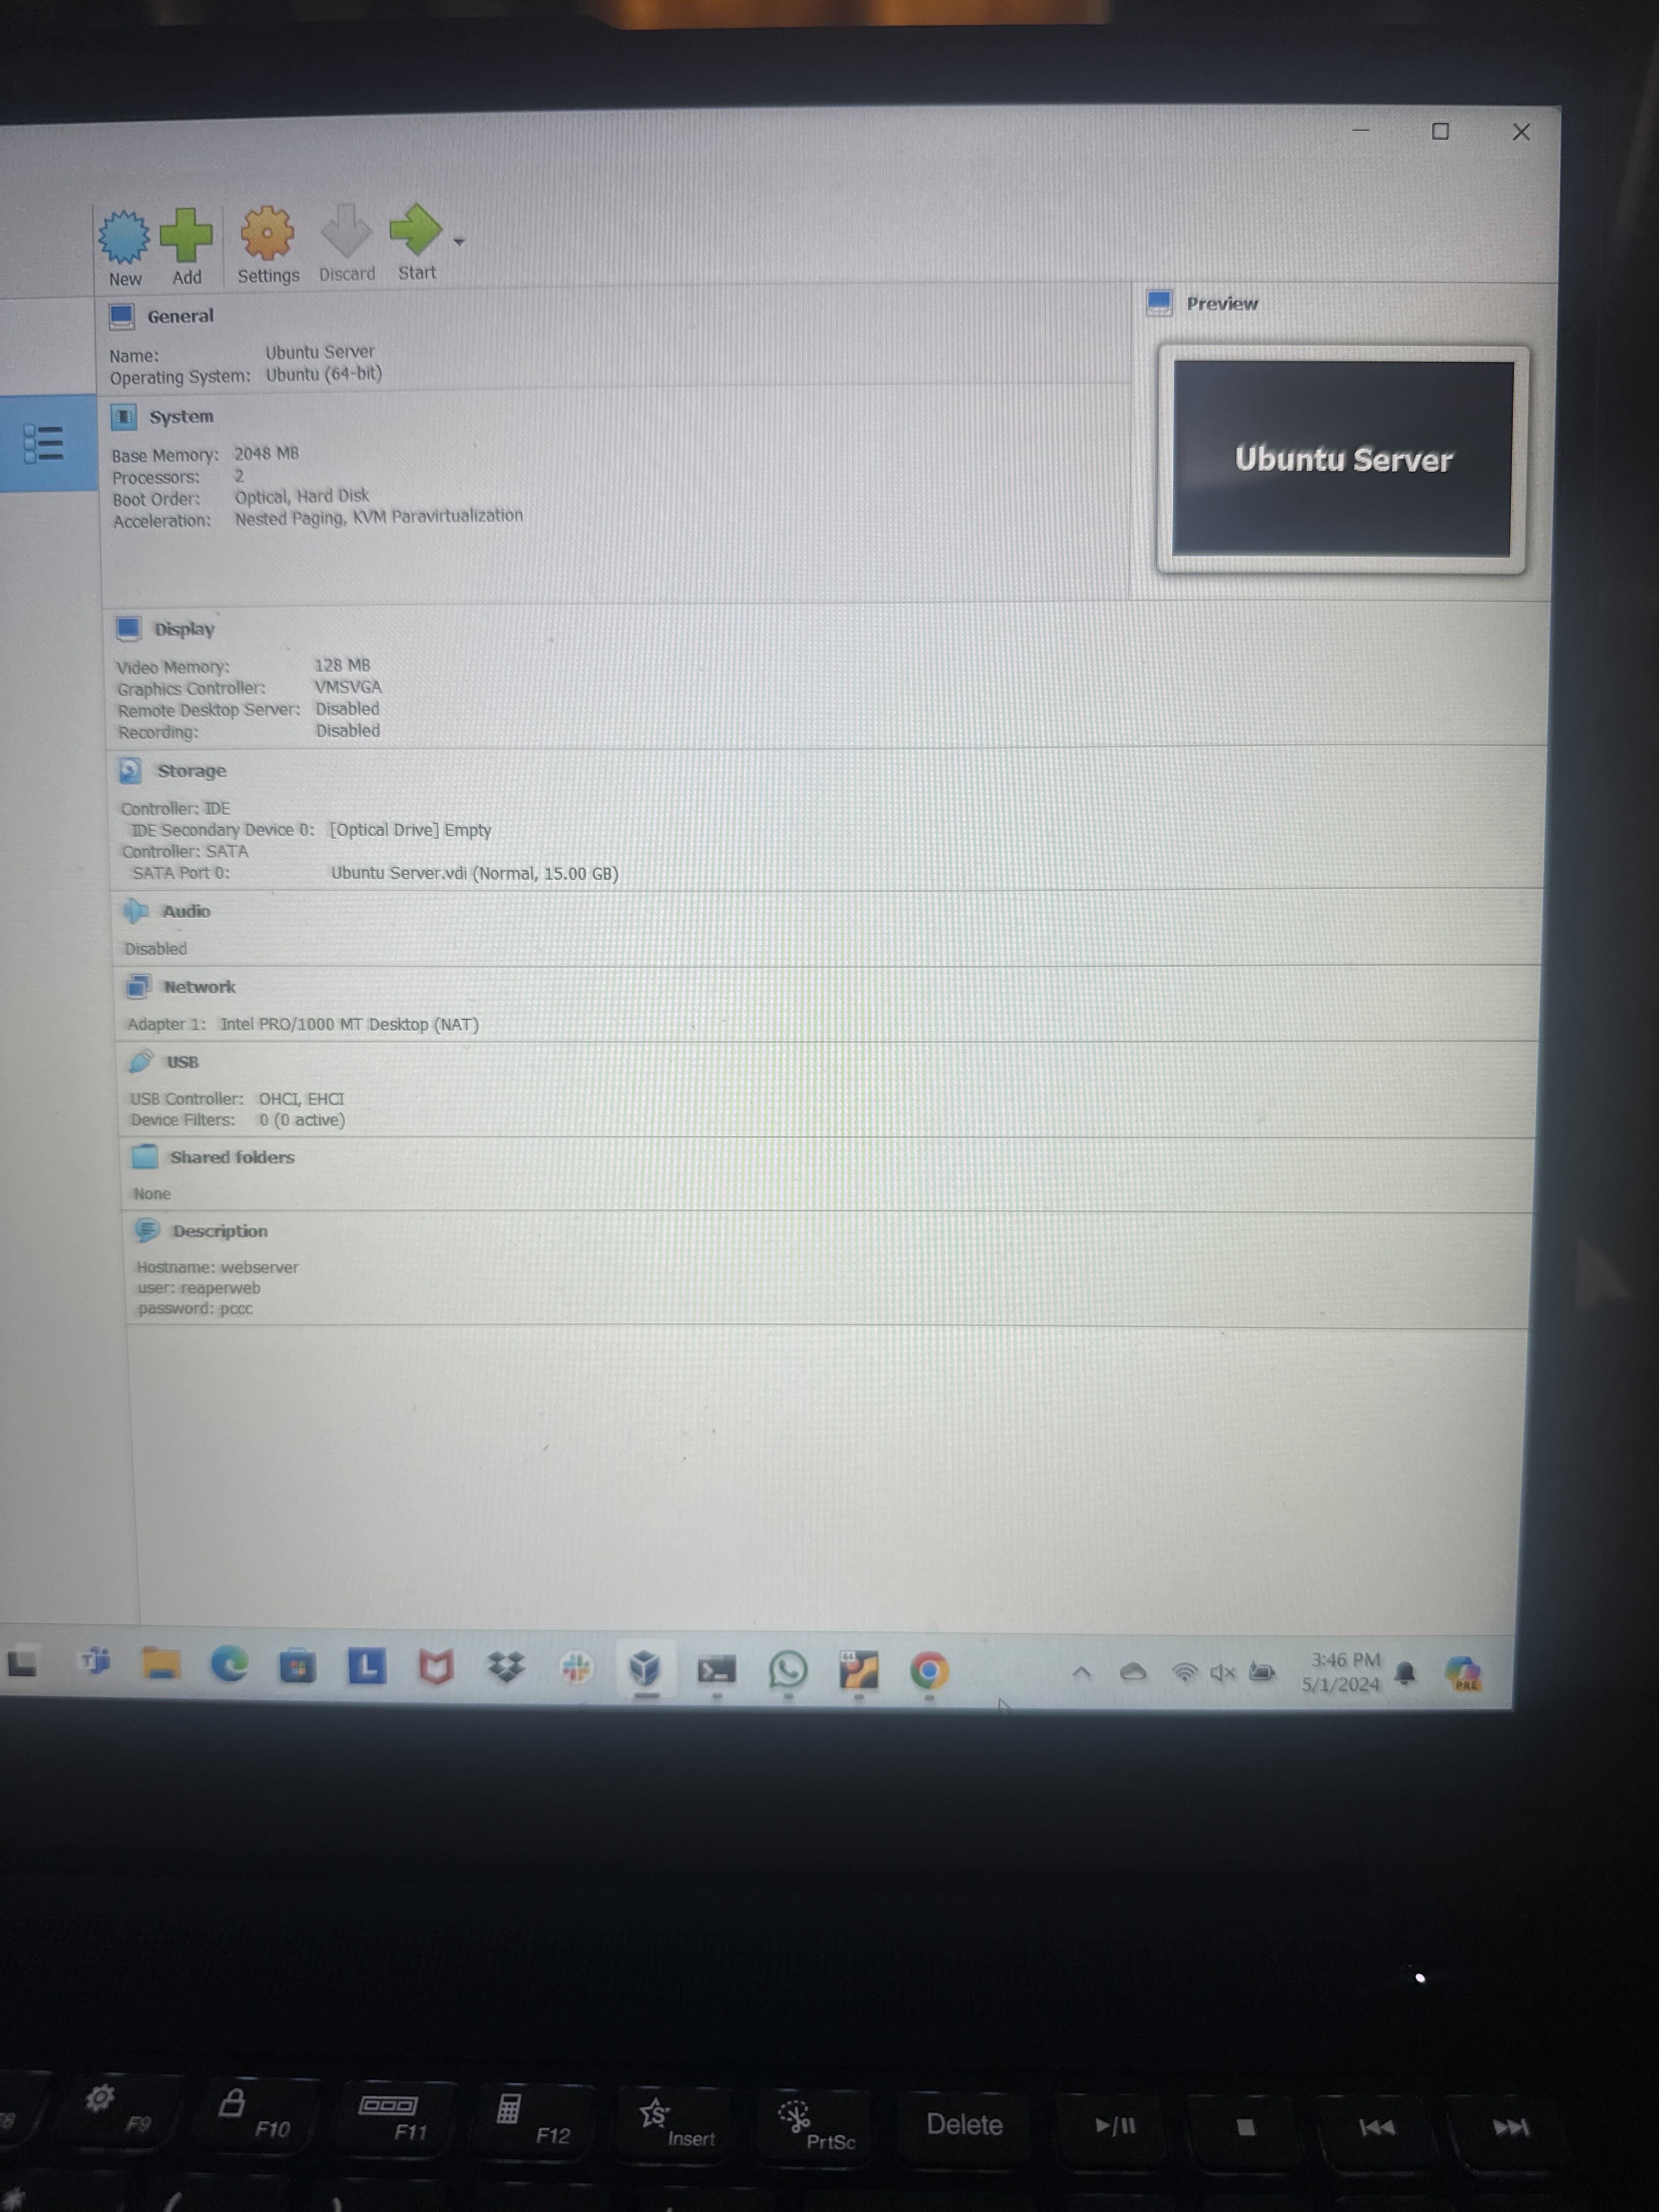 New Add Settings Discard Start
General
Name: Ubuntu Server
Operating System: Ubuntu (64-bit)
Preview
Ubuntu Server
System
Base Memory: 2048 MB
Processors: 2
Boot Order: Optical, Hard Disk
Acceleration: Nested Paging, KVM Paravirtualization
Display
Video Memory: 128 MB
Graphics Controller: VMSVGA
Remote Desktop Server: Disabled
Recording: Disabled
Storage
Controller: IDE
IDE Secondary Device 0: [Optical Drive] Empty
Controller: SATA
SATA Port 0: Ubuntu Server.vdi (Normal, 15.00 GB)
Audio
Disabled
Network
Adapter 1: Intel PRO/1000 MT Desktop (NAT)
USB
USB Controller: OHCI, EHCI
Device Filters: 0 (0 active)
Shared folders
None
Description
Hostname: webserver
user: reaperweb
password: pccc
L
64
3:46 PM
5/1/2024
PRE
F8 F9 F10 F11 F12 Insert PrtSc Delete